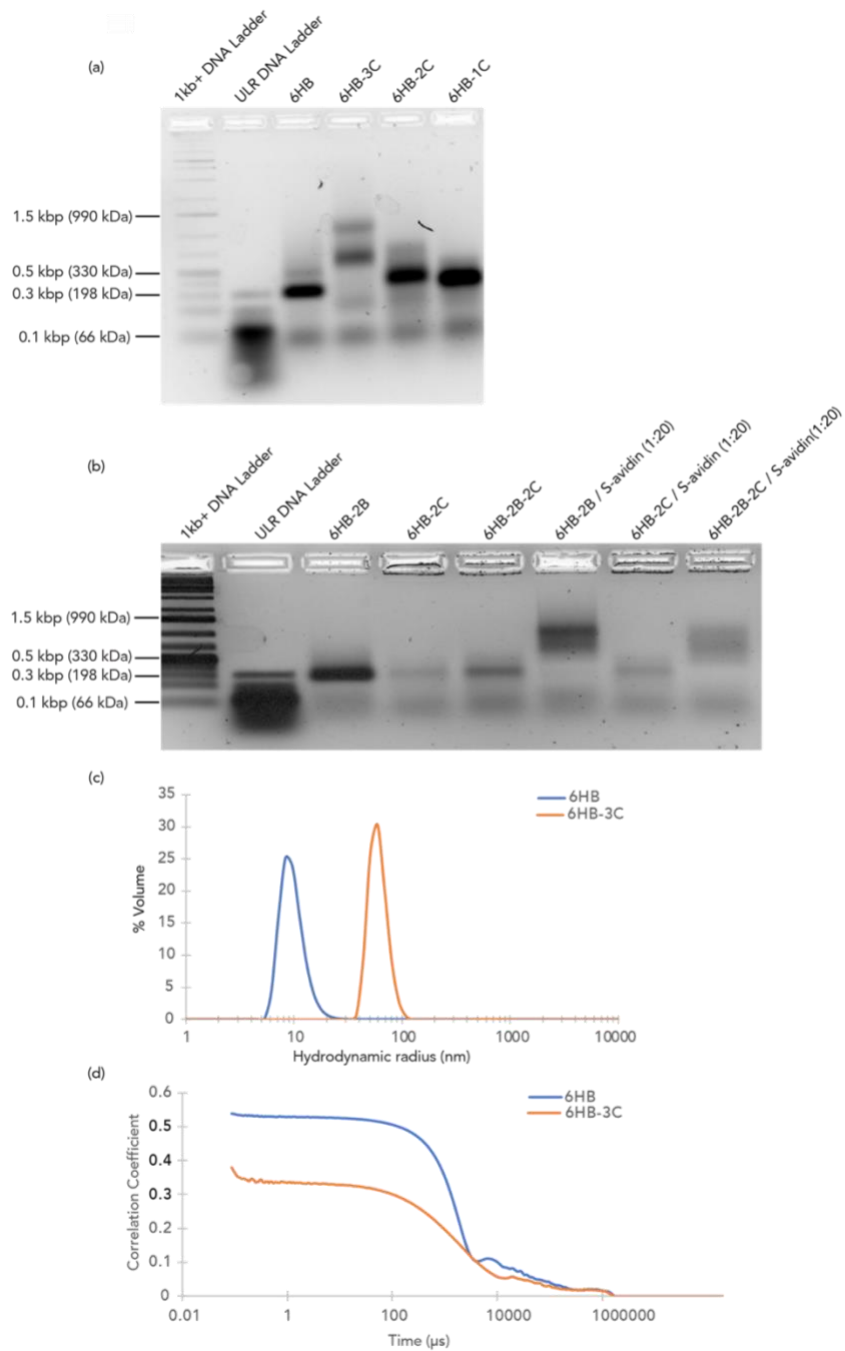 (a)
1kb+ DNA Ladder
ULR DNA Ladder
6HB
6HB-3C
6HB-2C
6HB-1C
1.5 kbp (990 kDa)
0.5 kbp (330 kDa)
0.3 kbp (198 kDa)
0.1 kbp (66 kDa)
(b)
1kb+ DNA Ladder
ULR DNA Ladder
6HB-2B
6HB-2C
6HB-2B-2C
6HB-2B / S-avidin (1:20)
6HB-2C / S-avidin (1:20)
6HB-2B-2C / S-avidin(1:20)
1.5 kbp (990 kDa)
0.5 kbp (330 kDa)
0.3 kbp (198 kDa)
0.1 kbp (66 kDa)
(c)
35
30
25
20
15
10
5
0
% Volume
6HB
6HB-3C
1 10 100 1000 10000
Hydrodynamic radius (nm)
(d)
0.6
0.5
0.4
0.3
0.2
0.1
0
Correlation Coefficient
6HB
6HB-3C
0.01 1 100 10000 1000000
Time (µs)